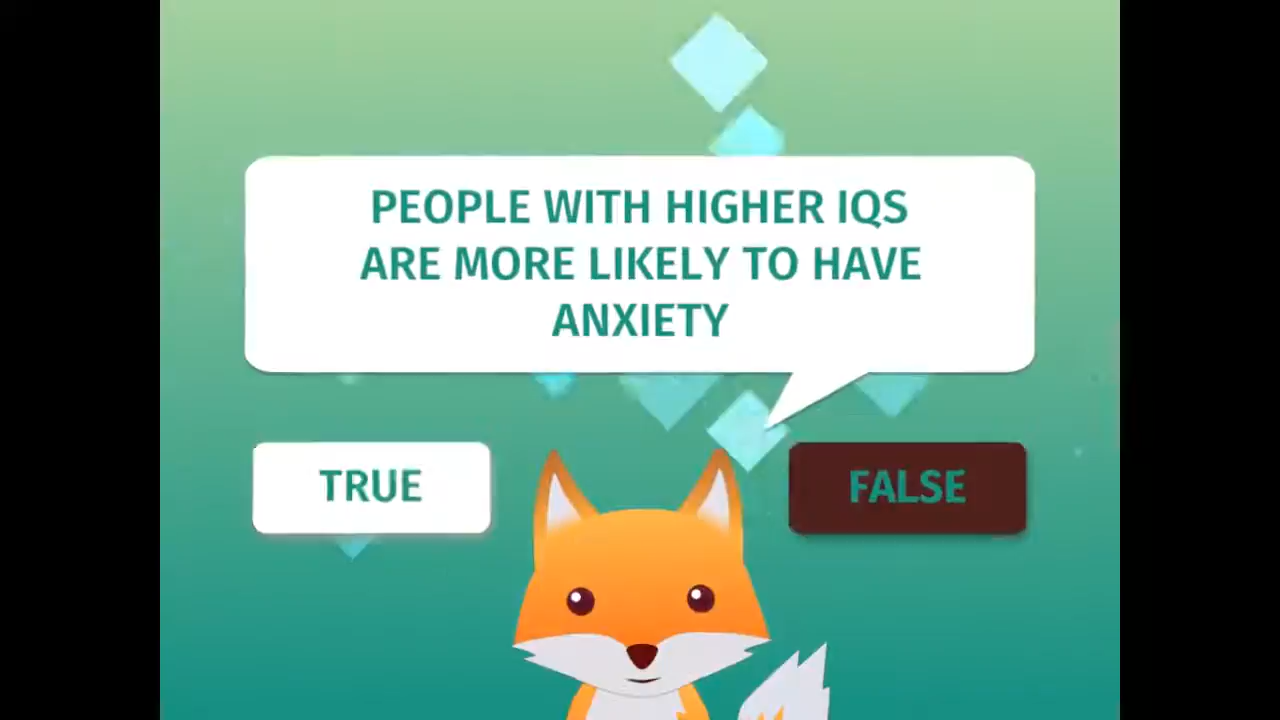 PEOPLE WITH HIGHER IQS
ARE MORE LIKELY TO HAVE
ANXIETY
TRUE
FALSE